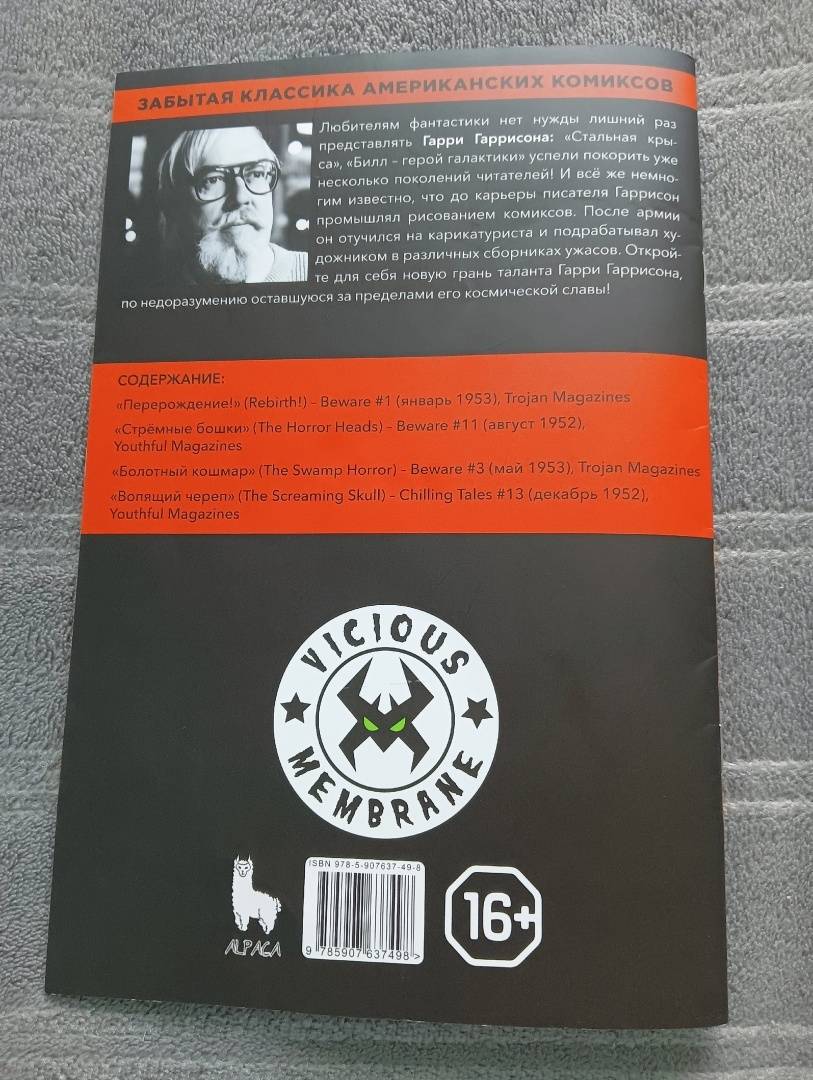 ЗАБЫТАЯ КЛАССИКА АМЕРИКАНСКИХ КОМИКСОВ
Любителям фантастики нет нужды лишний раз
представлять Гарри Гаррисона: «Стальная кры-
са», «Билл – герой галактики» успели покорить уже
несколько поколений читателей! И всё же немно-
гим известно, что до карьеры писателя Гаррисон
промышлял рисованием комиксов. После армии
он отучился на карикатуриста и подрабатывал ху-
дожником в различных сборниках ужасов. Открой-
те для себя новую грань таланта Гарри Гаррисона,
по недоразумению оставшуюся за пределами его космической славы!
СОДЕРЖАНИЕ:
«Перерождение!» (Rebirth!) – Beware #1 (январь 1953), Trojan Magazines
«Стрёмные бошки» (The Horror Heads) – Beware #11 (август 1952),
Youthful Magazines
«Болотный кошмар» (The Swamp Horror) – Beware #3 (май 1953), Trojan Magazines
«Вопящий череп» (The Screaming Skull) – Chilling Tales #13 (декабрь 1952),
Youthful Magazines
VICIOUS
MEMBRANE
ISBN 978-5-907637-49-8
9 785907 637498 >
ALPACA
16+